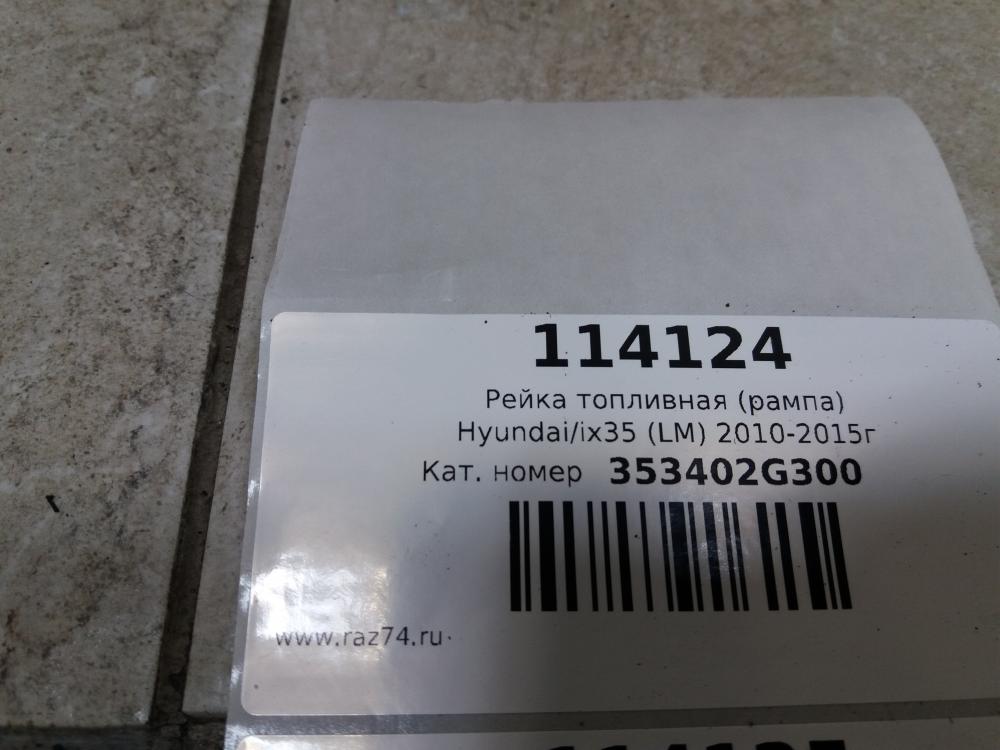 114124
Рейка топливная (рампа)
Hyundai/ix35 (LM) 2010-2015г
Кат. номер 353402G300
www.raz74.ru